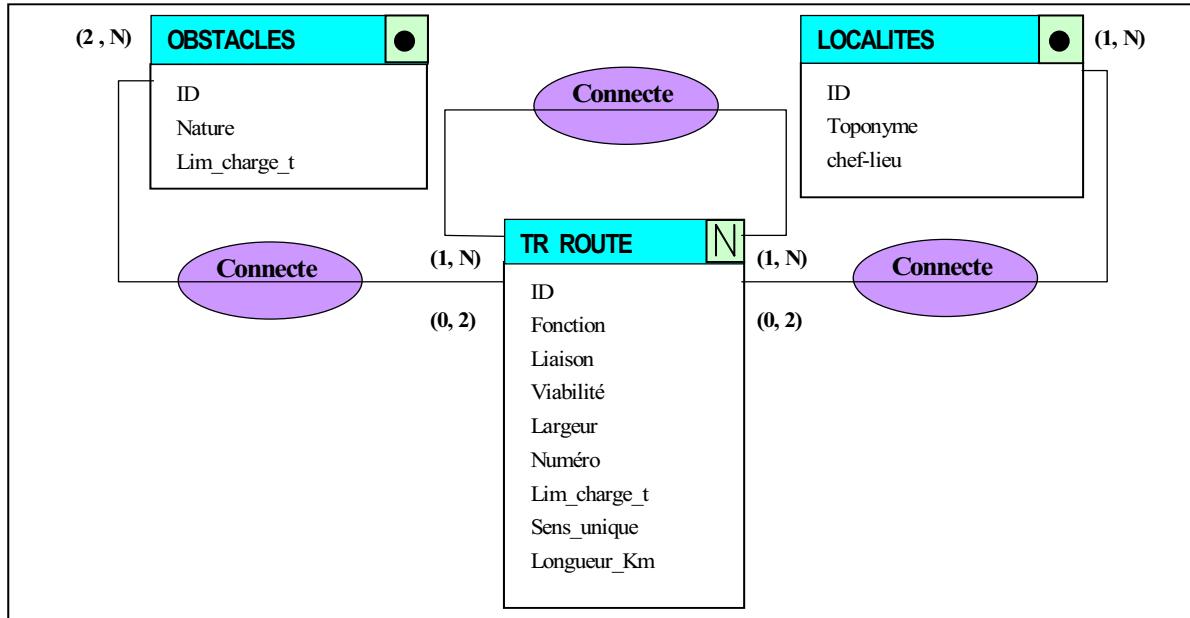 (2 , N)
OBSTACLES
ID
Nature
Lim_charge_t
Connecte
LOCALITES
(1, N)
ID
Toponyme
chef-lieu
Connecte
(1, N)
(0, 2)
TR ROUTE
N
ID
Fonction
Liaison
Viabilité
Largeur
Numéro
Lim_charge_t
Sens_unique
Longueur_Km
(1, N)
(0, 2)
Connecte